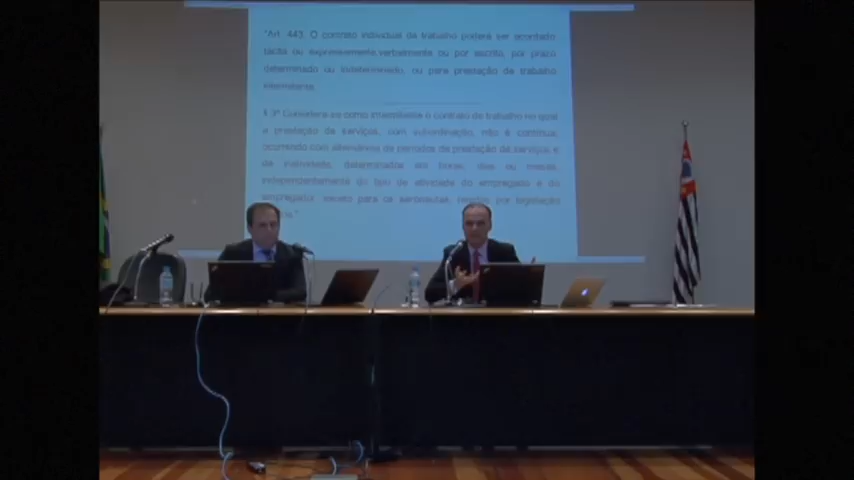 "Art. 443. O contrato individual de trabalho poderá ser acordado
tácita ou expressamente, verbalmente ou por escrito, por prazo
determinado ou indeterminado, ou para prestação de trabalho
intermitente.
§ 3º Considera-se como intermitente o contrato de trabalho no qual
a prestação de serviços, com subordinação, não é contínua,
ocorrendo com alternância de períodos de prestação de serviços e
de inatividade, determinados em horas, dias ou meses,
independentemente do tipo de atividade do empregado e do
empregador, exceto para os aeronautas, regidos por legislação